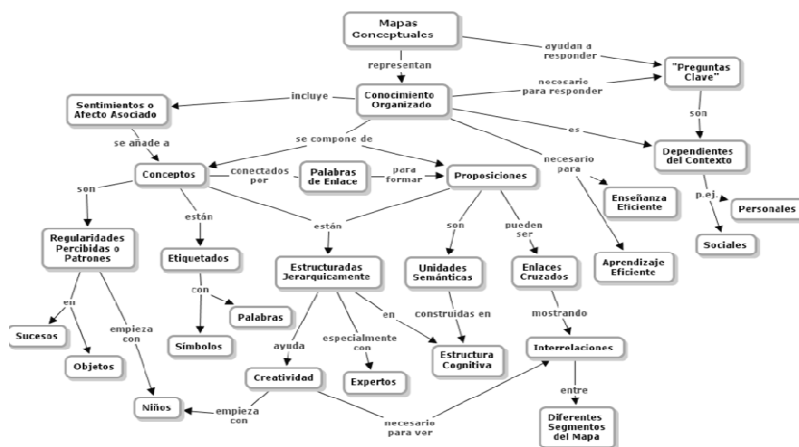 Mapas
Conceptuales
ayudan a
responder
representan
"Preguntas
Clave"
necesario
para responder
Conocimiento
Organizado
incluye
Sentimientos o
Afecto Asociado
son
es
se compone de
se añade a
Dependientes
del Contexto
Conceptos
conectados
por
Palabras
de Enlace
para
formar
Proposiciones
necesario
para
Enseñanza
Eficiente
p.ej.
Personales
son
están
están
son
pueden
ser
Sociales
Regularidades
Percibidas o
Patrones
Etiquetados
Estructuradas
Jerarquicamente
Unidades
Semánticas
Enlaces
Cruzados
Aprendizaje
Eficiente
en
con
Palabras
en
construidas en
mostrando
Sucesos
empieza
con
Símbolos
ayuda
especialmente
con
Interrelaciones
Objetos
Estructura
Cognitiva
Creatividad
Expertos
entre
Niños
empieza
con
necesario
para ver
Diferentes
Segmentos
del Mapa